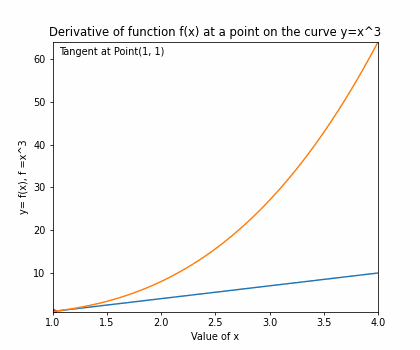 Derivative of function f(x) at a point on the curve y=x^3
Tangent at Point(1, 1)
60
50
40
30
20
10
y= f(x), f =x^3
1.0 1.5 2.0 2.5 3.0 3.5 4.0
Value of x